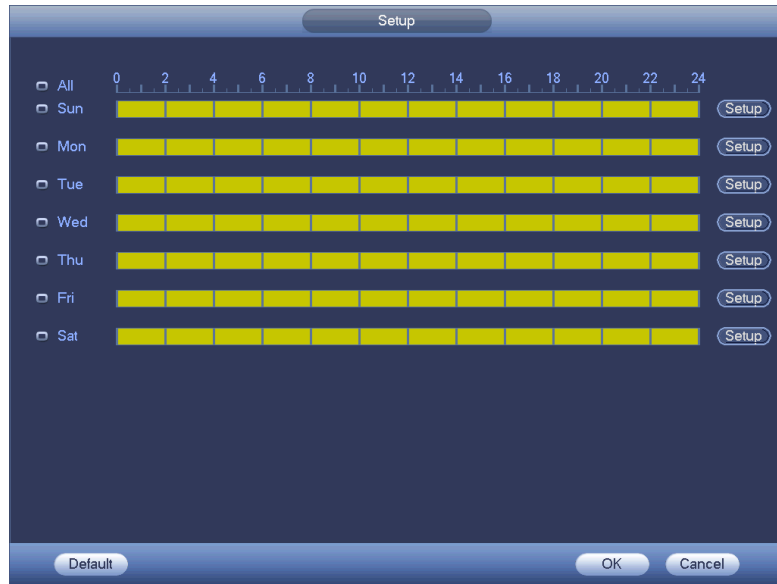 Setup
All 0 2 4 6 8 10 12 14 16 18 20 22 24
Sun Setup
Mon Setup
Tue Setup
Wed Setup
Thu Setup
Fri Setup
Sat Setup
Default OK Cancel